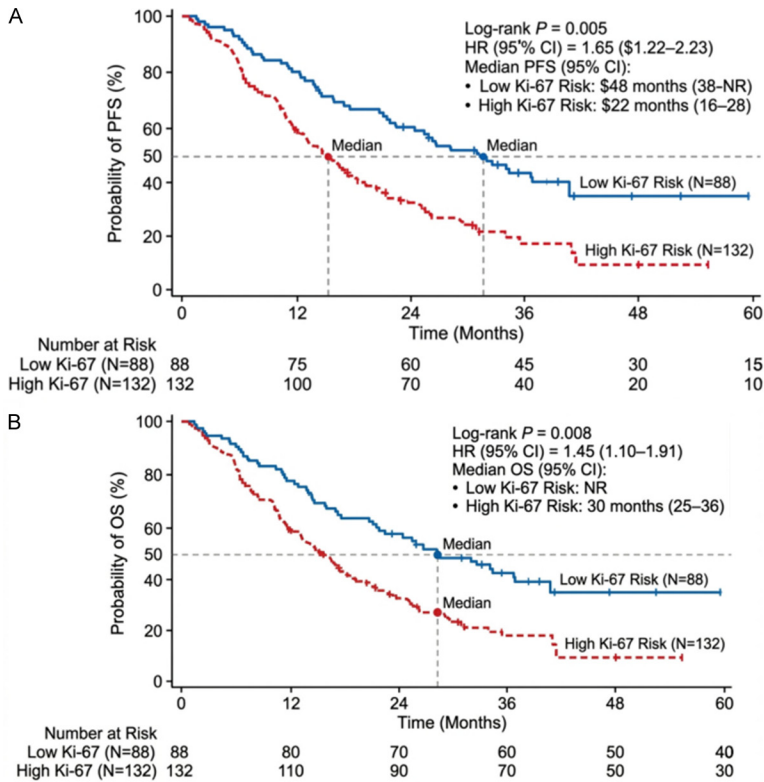 A
Log-rank P = 0.005
HR (95'% CI) = 1.65 ($1.22–2.23)
Median PFS (95% CI):
• Low Ki-67 Risk: $48 months (38-NR)
• High Ki-67 Risk: $22 months (16–28)
Probability of PFS (%)
100
80
60
50
40
20
0
Median
Median
Low Ki-67 Risk (N=88)
High Ki-67 Risk (N=132)
0 12 24 36 48 60
Time (Months)
Number at Risk
Low Ki-67 (N=88) 88 75 60 45 30 15
High Ki-67 (N=132) 132 100 70 40 20 10
B
Log-rank P = 0.008
HR (95% CI) = 1.45 (1.10–1.91)
Median OS (95% CI):
• Low Ki-67 Risk: NR
• High Ki-67 Risk: 30 months (25–36)
Probability of OS (%)
100
80
60
50
40
20
0
Median
Median
Low Ki-67 Risk (N=88)
High Ki-67 Risk (N=132)
0 12 24 36 48 60
Time (Months)
Number at Risk
Low Ki-67 (N=88) 88 80 70 60 50 40
High Ki-67 (N=132) 132 110 90 70 50 30